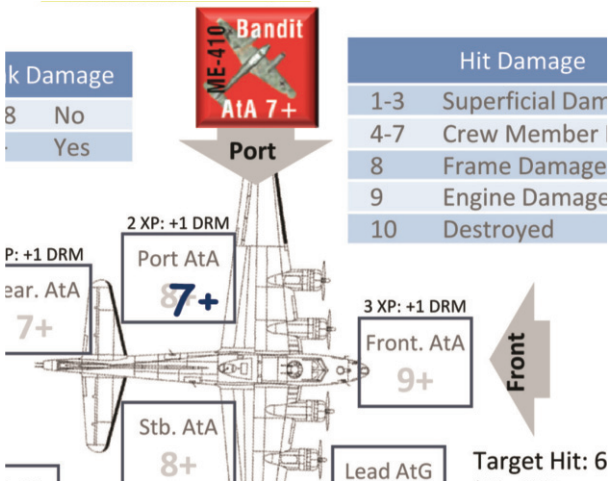 ME-410
Bandit
AtA 7+
Port
k Damage
8 No
Yes
Hit Damage
1-3 Superficial Dam
4-7 Crew Member
8 Frame Damage
9 Engine Damage
10 Destroyed
2 XP: +1 DRM
Port AtA
8
7+
P: +1 DRM
ear. AtA
7+
3 XP: +1 DRM
Front. AtA
9+
Front
Stb. AtA
8+
Lead AtG
Target Hit: 6